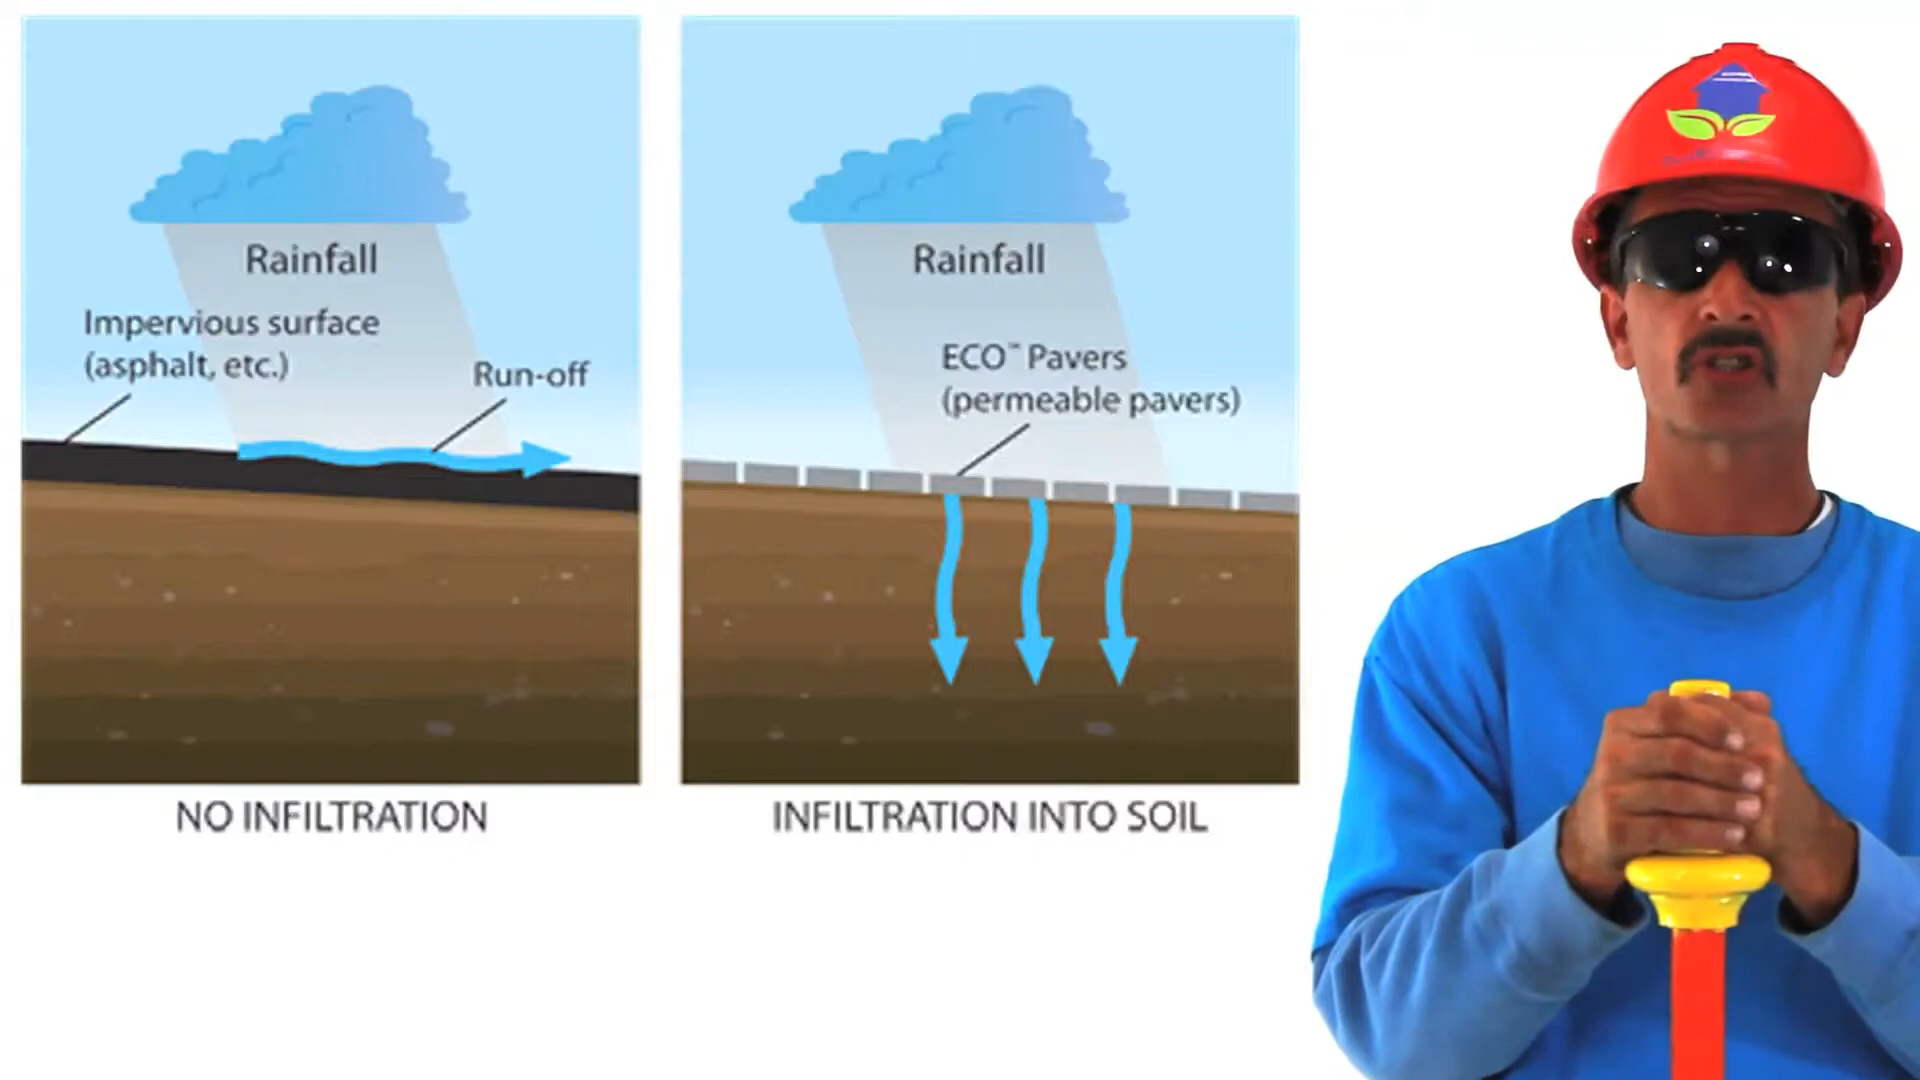 Rainfall
Impervious surface
(asphalt, etc.)
Run-off
NO INFILTRATION
Rainfall
ECO™ Pavers
(permeable pavers)
INFILTRATION INTO SOIL